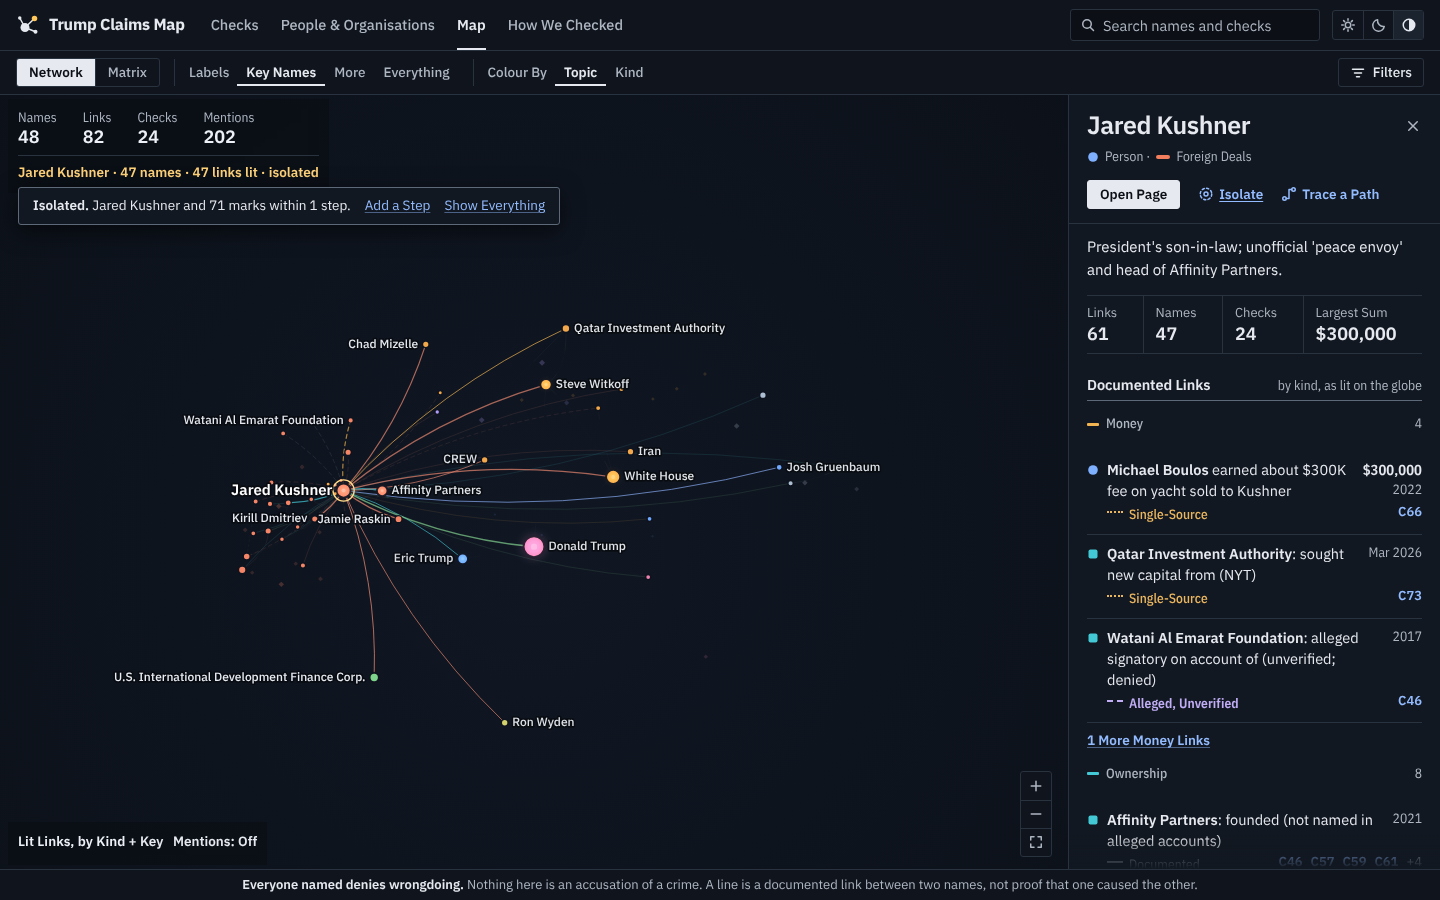 Trump Claims Map
Checks
People & Organisations
Map
How We Checked
Search names and checks
Network
Matrix
Labels
Key Names
More
Everything
Colour By
Topic
Kind
Filters
Names
Links
Checks
Mentions
48
82
24
202
Jared Kushner · 47 names · 47 links lit · isolated
Isolated. Jared Kushner and 71 marks within 1 step.
Add a Step
Show Everything
Qatar Investment Authority
Chad Mizelle
Steve Witkoff
Watani Al Emarat Foundation
Iran
CREW
Josh Gruenbaum
White House
Jared Kushner
Affinity Partners
Kirill Dmitriev
Jamie Raskin
Donald Trump
Eric Trump
U.S. International Development Finance Corp.
Ron Wyden
Lit Links, by Kind + Key
Mentions: Off
Jared Kushner
Person ·
Foreign Deals
Open Page
Isolate
Trace a Path
President's son-in-law; unofficial 'peace envoy'
and head of Affinity Partners.
Links
Names
Checks
Largest Sum
61
47
24
$300,000
Documented Links
by kind, as lit on the globe
Money
4
Michael Boulos earned about $300K
$300,000
fee on yacht sold to Kushner
2022
Single-Source
C66
Qatar Investment Authority: sought
Mar 2026
new capital from (NYT)
Single-Source
C73
Watani Al Emarat Foundation: alleged
2017
signatory on account of (unverified;
denied)
Alleged, Unverified
C46
1 More Money Links
Ownership
8
Affinity Partners: founded (not named in
2021
alleged accounts)
Documented
C46 C57 C59 C61 +4
Everyone named denies wrongdoing. Nothing here is an accusation of a crime. A line is a documented link between two names, not proof that one caused the other.